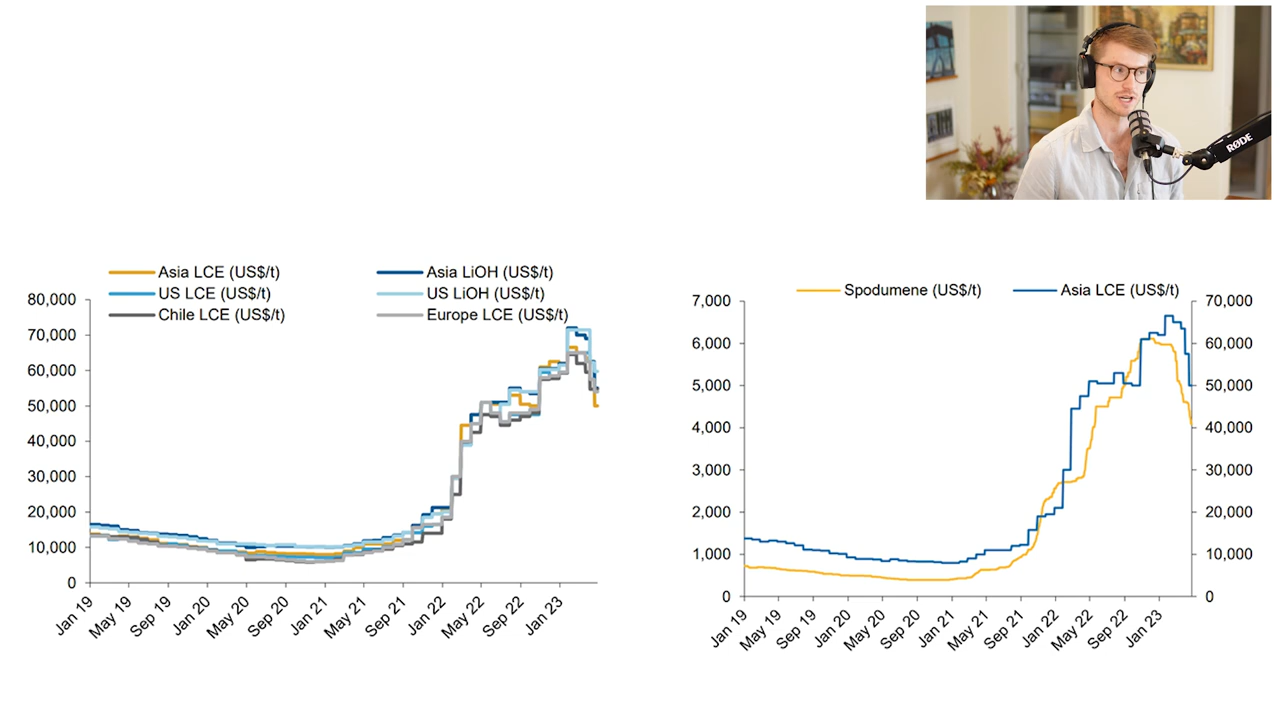 RØDE
Asia LCE (US$/t)
Asia LiOH (US$/t)
US LCE (US$/t)
US LiOH (US$/t)
Chile LCE (US$/t)
Europe LCE (US$/t)
80,000
70,000
60,000
50,000
40,000
30,000
20,000
10,000
0
Jan 19
May 19
Sep 19
Jan 20
May 20
Sep 20
Jan 21
May 21
Sep 21
Jan 22
May 22
Sep 22
Jan 23
Spodumene (US$/t)
Asia LCE (US$/t)
7,000
6,000
5,000
4,000
3,000
2,000
1,000
0
70,000
60,000
50,000
40,000
30,000
20,000
10,000
0
Jan 19
May 19
Sep 19
Jan 20
May 20
Sep 20
Jan 21
May 21
Sep 21
Jan 22
May 22
Sep 22
Jan 23